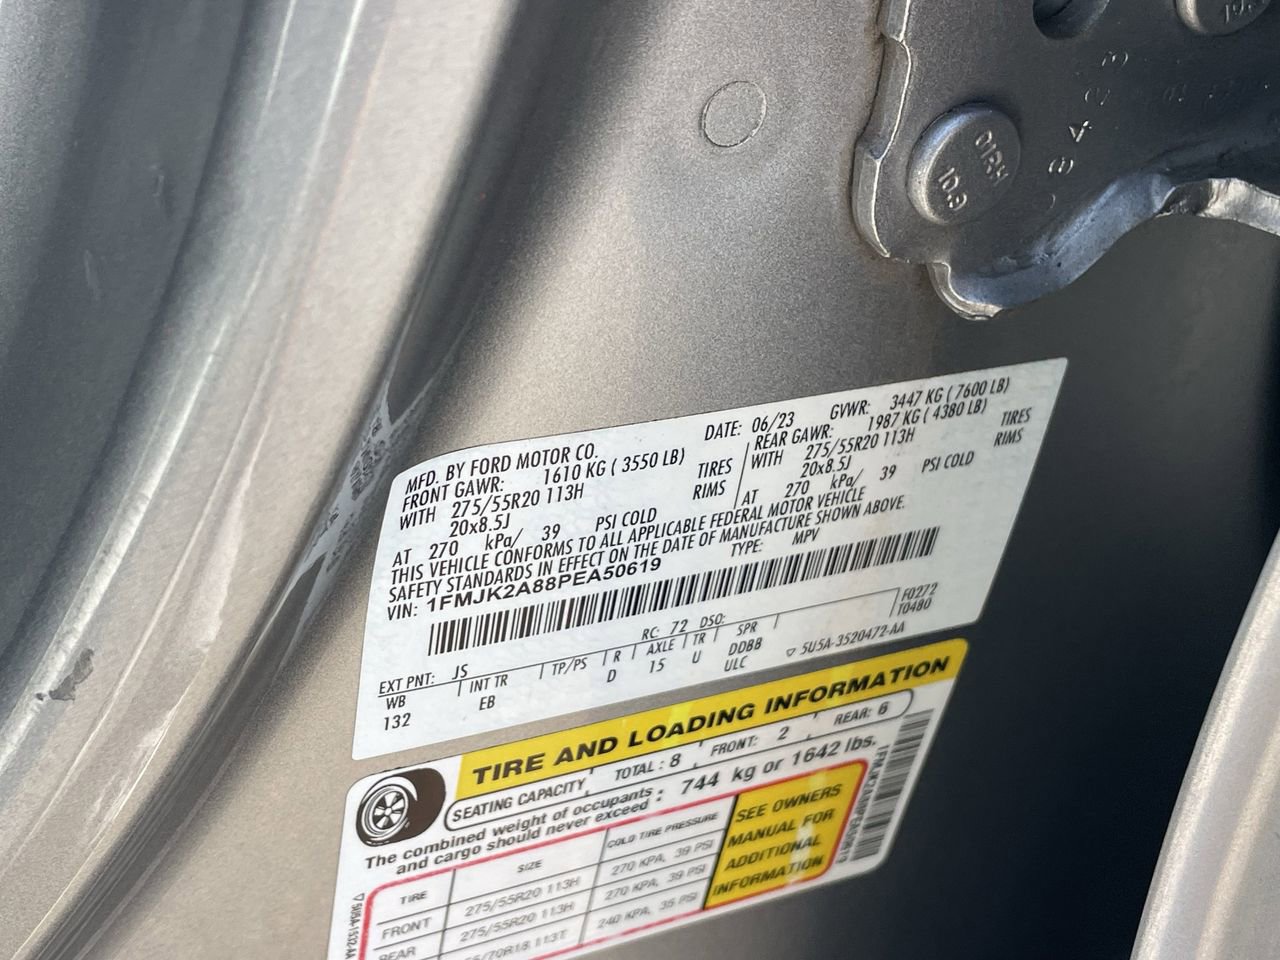 01RH
10.9
MFD. BY FORD MOTOR CO.
DATE: 06/23 GVWR: 3447 KG ( 7600 LB)
FRONT GAWR: 1610 KG ( 3550 LB)
REAR GAWR: 1987 KG ( 4380 LB)
WITH 275/55R20 113H TIRES
WITH 275/55R20 113H TIRES
20x8.5J RIMS
20x8.5J RIMS
AT 270 kPa/ 39 PSI COLD
AT 270 kPa/ 39 PSI COLD
THIS VEHICLE CONFORMS TO ALL APPLICABLE FEDERAL MOTOR VEHICLE
SAFETY STANDARDS IN EFFECT ON THE DATE OF MANUFACTURE SHOWN ABOVE.
VIN: 1FMJK2A88PEA50619 TYPE: MPV
EXT PNT: JS RC: 72 DSO: F0272
T0480
WB INT TR TP/PS R AXLE TR SPR
132 EB D 15 U DDBB
ULC ▽ 5U5A-3520472-AA
TIRE AND LOADING INFORMATION
SEATING CAPACITY TOTAL: 8 FRONT: 2 REAR: 6
The combined weight of occupants and cargo should never exceed : 744 kg or 1642 lbs.
TIRE SIZE COLD TIRE PRESSURE
FRONT 275/55R20 113H 270 KPA, 39 PSI
REAR 275/55R20 113H 270 KPA, 39 PSI
/70R18 113T 240 KPA, 35 PSI
SEE OWNERS
MANUAL FOR
ADDITIONAL
INFORMATION
1FMJK2A88PEA50619